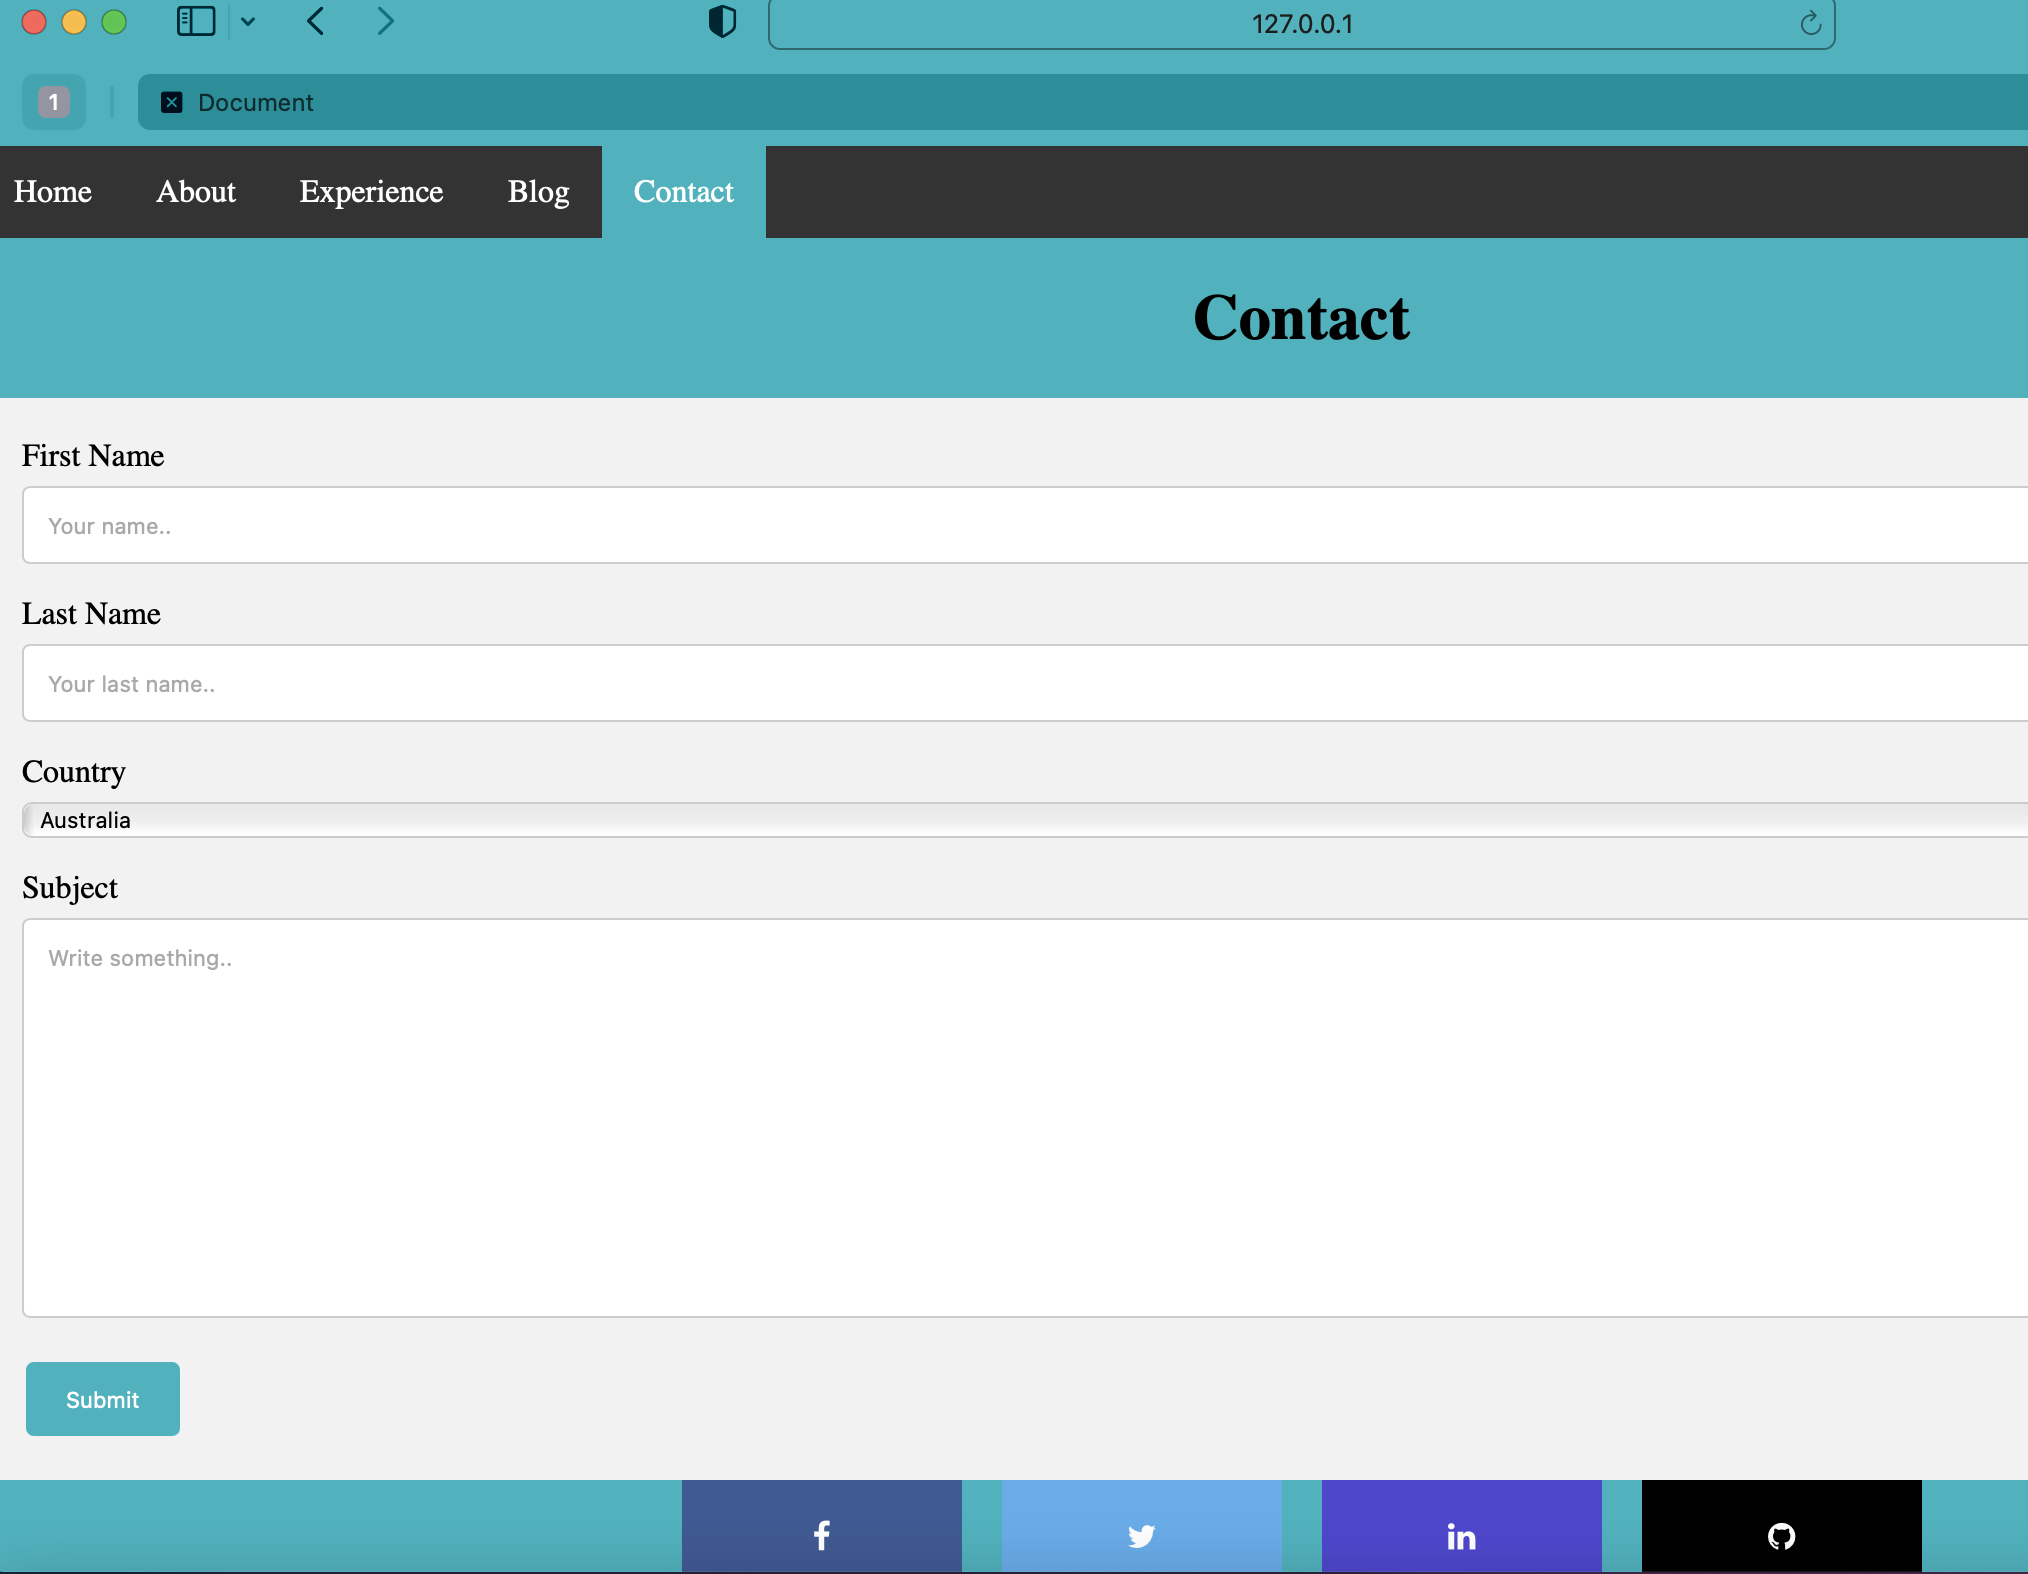 127.0.0.1
1
Document
Home About Experience Blog Contact
Contact
First Name
Your name..
Last Name
Your last name..
Country
Australia
Subject
Write something..
Submit
f in